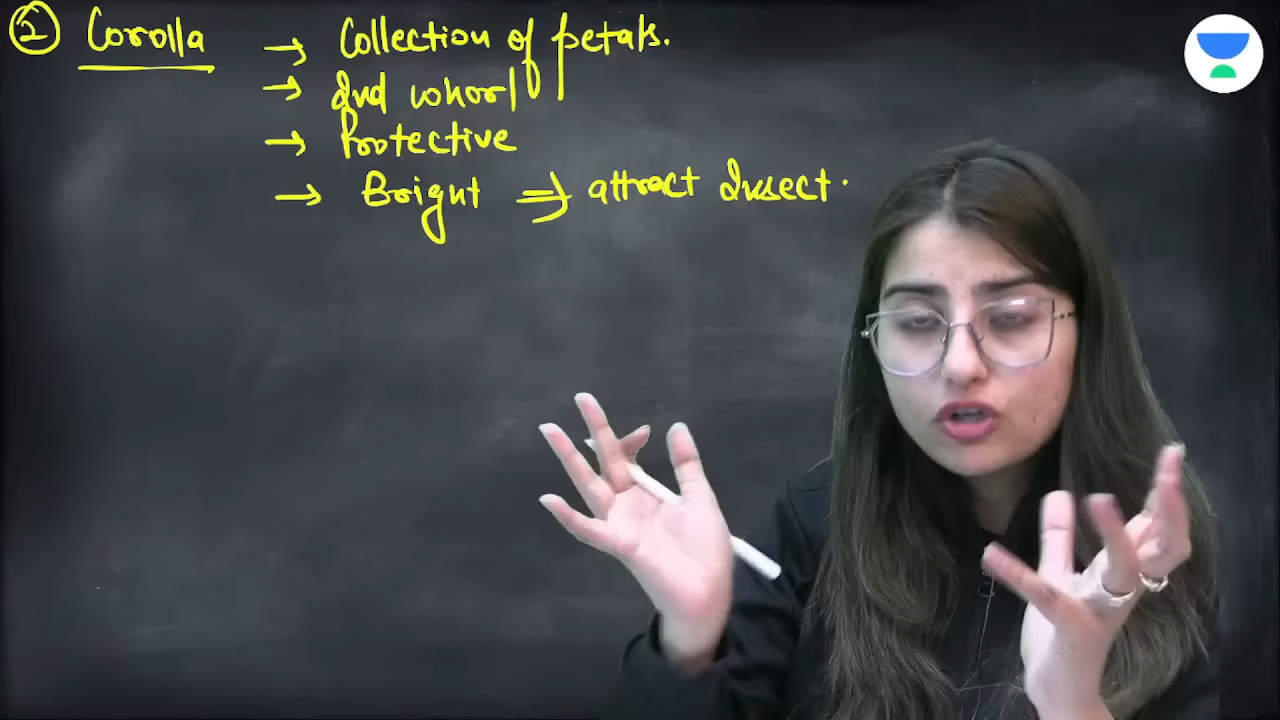 ② Corolla → Collection of petals.
→ 2nd whorl
→ Protective
→ Bright ⇒ attract Insect.